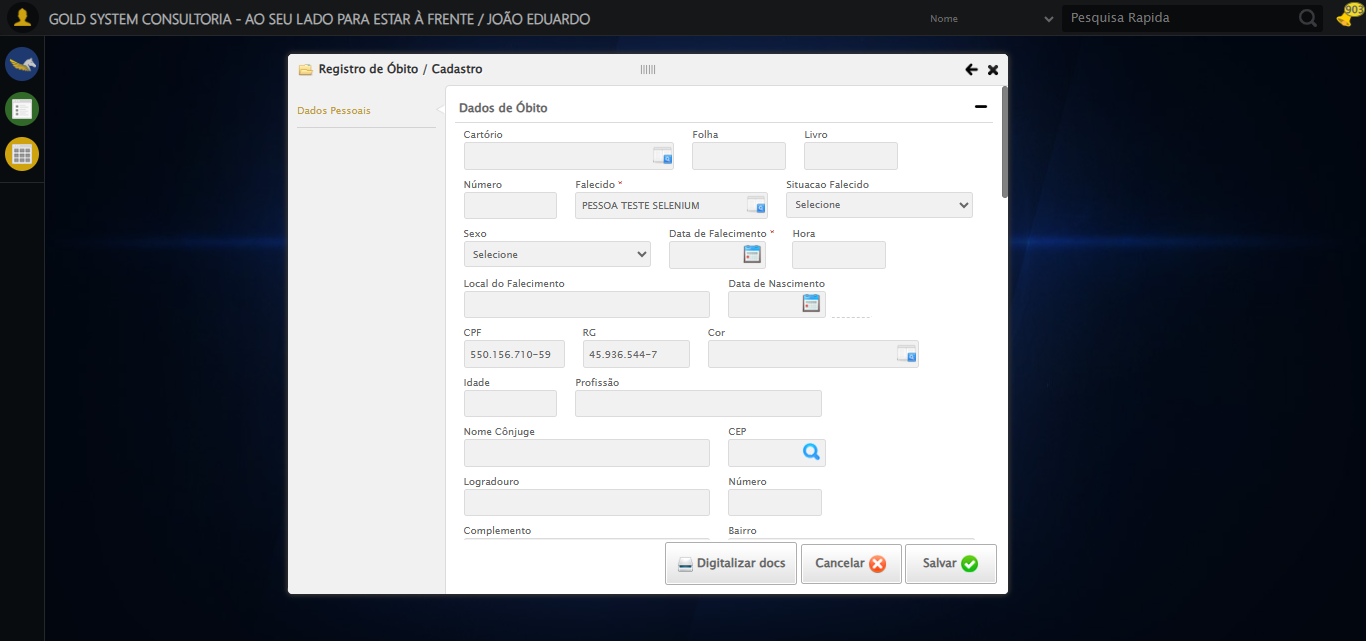 GOLD SYSTEM CONSULTORIA - AO SEU LADO PARA ESTAR À FRENTE / JOÃO EDUARDO
Nome
Pesquisa Rapida
903
Registro de Óbito / Cadastro
Dados Pessoais
Dados de Óbito
Cartório Folha Livro
Número Falecido * Situacao Falecido
PESSOA TESTE SELENIUM Selecione
Sexo Data de Falecimento * Hora
Selecione
Local do Falecimento Data de Nascimento
CPF RG Cor
550.156.710-59 45.936.544-7
Idade Profissão
Nome Cônjuge CEP
Logradouro Número
Complemento Bairro
Digitalizar docs Cancelar Salvar